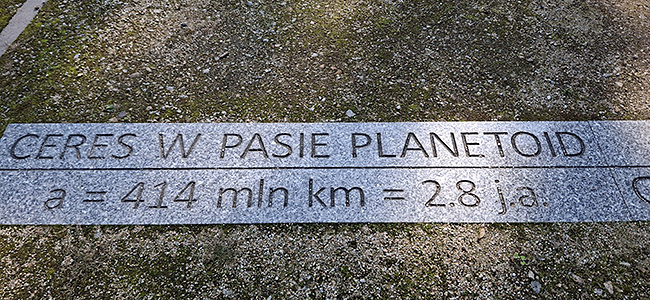 CERES W PASIE PLANETOID
a = 414 mln km = 2.8 j.a.